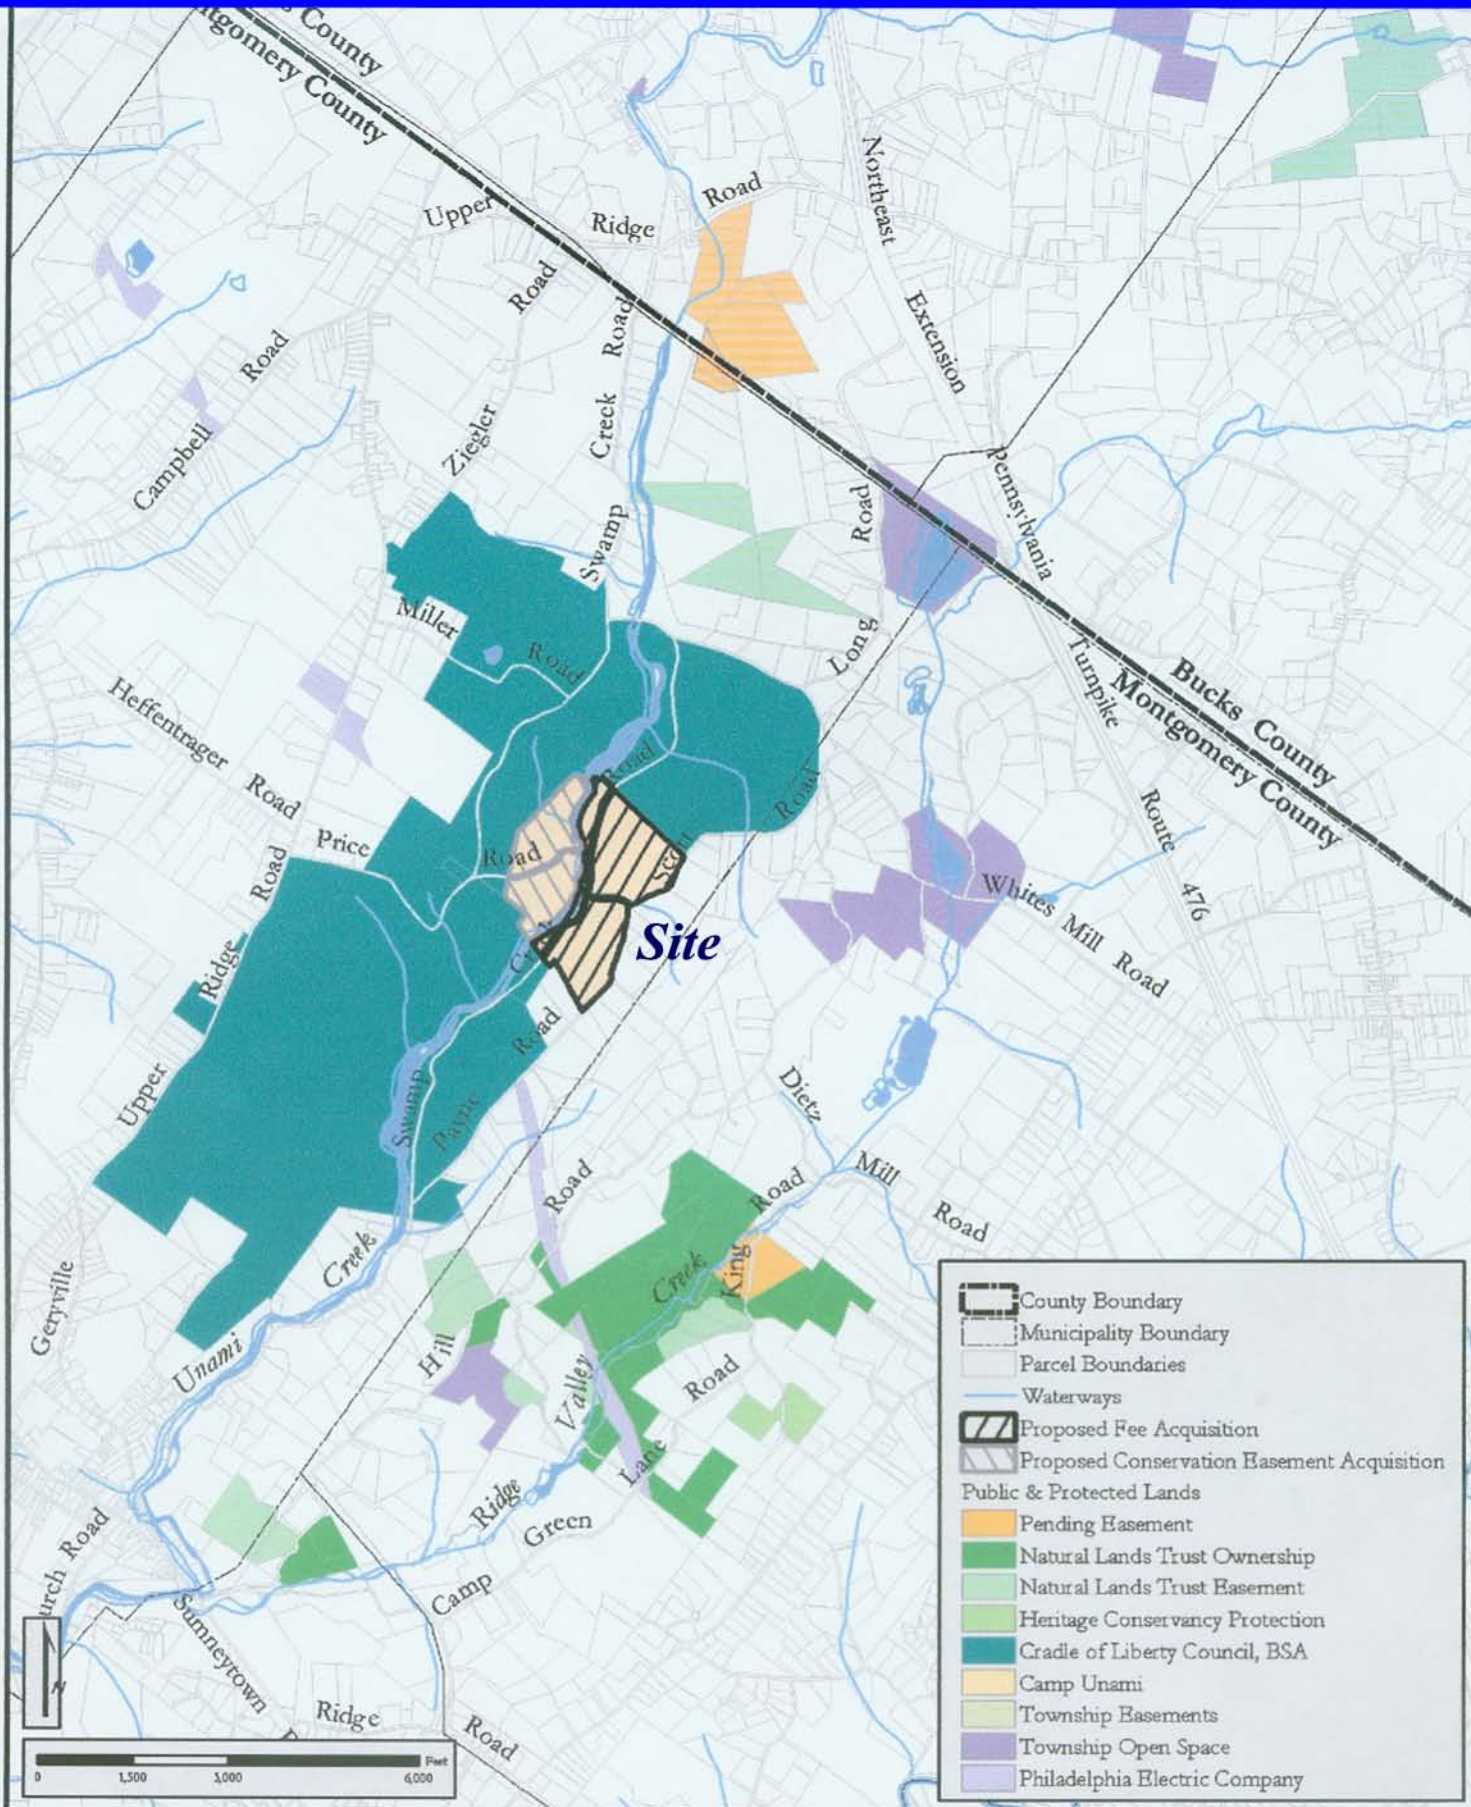 County
Montgomery County
Upper
Ridge
Road
Northeast
Extension
Road
Road
Campbell
Road
Ziegler
Creek
Swamp
Road
Long
Pennsylvania
Turnpike
Bucks County
Montgomery County
Miller
Road
Heffentrager
Road
Price
Road
Road
Road
Scout
Road
Route
476
Whites Mill Road
Site
Ridge
Upper
Road
Swamp
Payne
Dietz
Mill
Road
Road
Road
Creek
King
Geryville
Creek
Unami
Hill
Valley
Road
Lane
Ridge
Green
Camp
Church Road
Sumneytown
Ridge
Road
N
Feet
0 1,500 3,000 6,000
County Boundary
Municipality Boundary
Parcel Boundaries
Waterways
Proposed Fee Acquisition
Proposed Conservation Easement Acquisition
Public & Protected Lands
Pending Easement
Natural Lands Trust Ownership
Natural Lands Trust Easement
Heritage Conservancy Protection
Cradle of Liberty Council, BSA
Camp Unami
Township Easements
Township Open Space
Philadelphia Electric Company